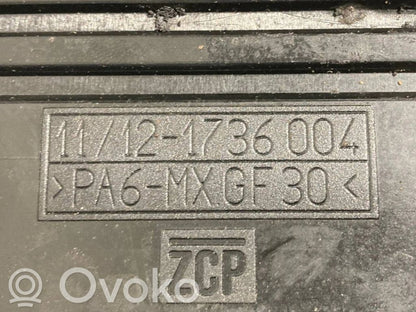 11/12-1736 004
>PA6-MX.GF30<
ZCP
Ovoko